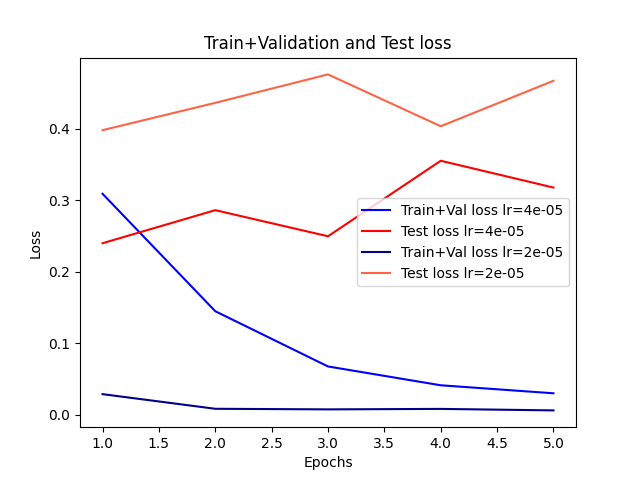 Train+Validation and Test loss
Loss
0.4
0.3
0.2
0.1
0.0
Train+Val loss lr=4e-05
Test loss lr=4e-05
Train+Val loss lr=2e-05
Test loss lr=2e-05
1.0 1.5 2.0 2.5 3.0 3.5 4.0 4.5 5.0
Epochs